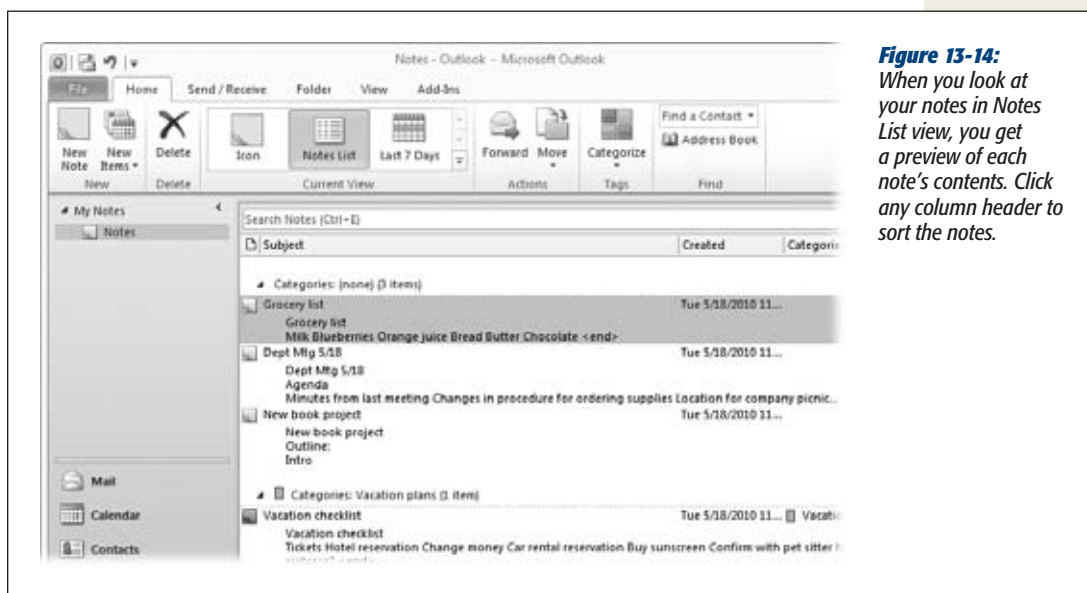 Notes - Outlook - Microsoft Outlook
File Home Send / Receive Folder View Add-Ins
New Note
New Items
Delete
Icon
Notes List
Last 7 Days
Forward
Move
Categorize
Find a Contact
Address Book
New
Delete
Current View
Actions
Tags
Find
My Notes
Notes
Mail
Calendar
Contacts
Search Notes (Ctrl+E)
Subject Created Categorie
Categories: (none) (3 items)
Grocery list Tue 5/18/2010 11...
Grocery list
Milk Blueberries Orange juice Bread Butter Chocolate <end>
Dept Mtg 5/18 Tue 5/18/2010 11...
Dept Mtg 5/18
Agenda
Minutes from last meeting Changes in procedure for ordering supplies Location for company picnic...
New book project Tue 5/18/2010 11...
New book project
Outline:
Intro
Categories: Vacation plans (1 item)
Vacation checklist Tue 5/18/2010 11... Vacati
Vacation checklist
Tickets Hotel reservation Change money Car rental reservation Buy sunscreen Confirm with pet sitter
Figure 13-14:
When you look at
your notes in Notes
List view, you get
a preview of each
note's contents. Click
any column header to
sort the notes.